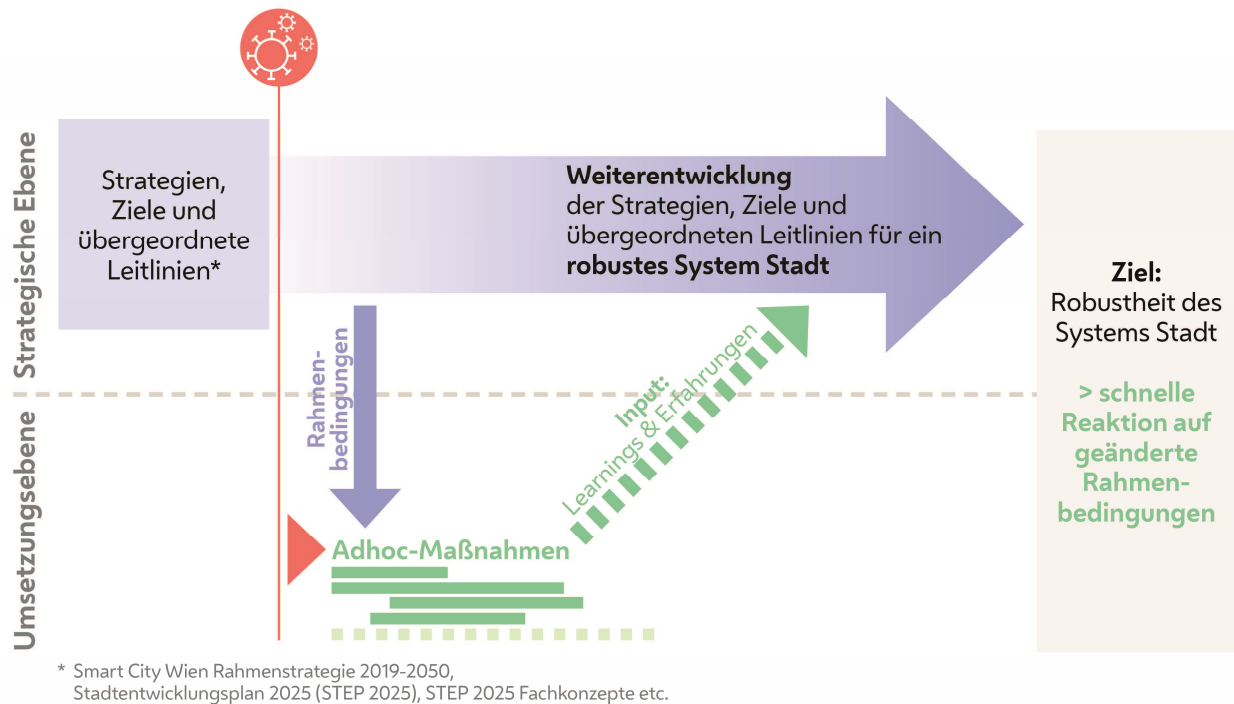 Strategische Ebene
Strategien,
Ziele und
übergeordnete
Leitlinien*
Weiterentwicklung
der Strategien, Ziele und
übergeordneten Leitlinien für ein
robustes System Stadt
Ziel:
Robustheit des
Systems Stadt
> schnelle
Reaktion auf
geänderte
Rahmen-
bedingungen
Rahmen-
bedingungen
Input:
Learnings & Erfahrungen
Umsetzungsebene
Adhoc-Maßnahmen
* Smart City Wien Rahmenstrategie 2019-2050,
Stadtentwicklungsplan 2025 (STEP 2025), STEP 2025 Fachkonzepte etc.